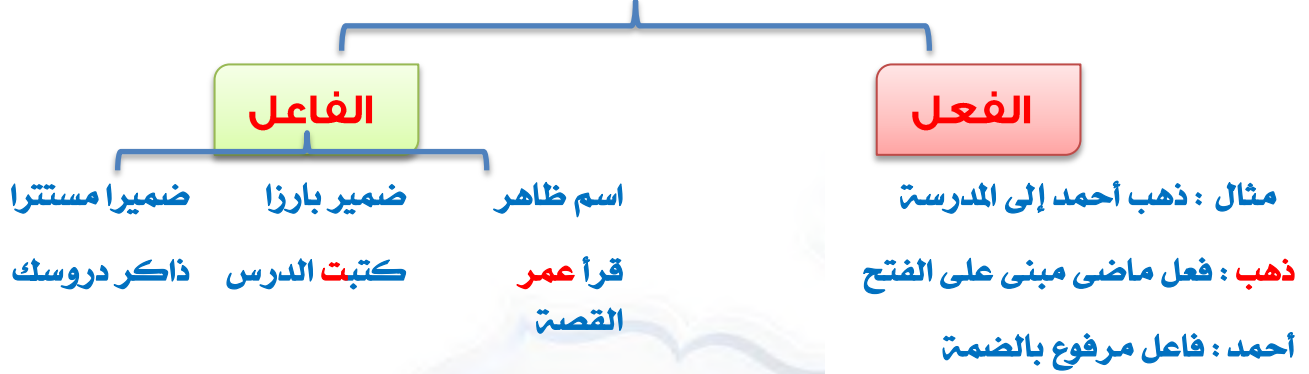 الفعل
الفاعل
مثال : ذهب أحمد إلى المدرسة
ذهب : فعل ماضى مبنى على الفتح
أحمد : فاعل مرفوع بالضمة
اسم ظاهر
ضمير بارزا
ضميرا مستترا
قرأ عمر
القصة
كتبت الدرس
ذاكر دروسك